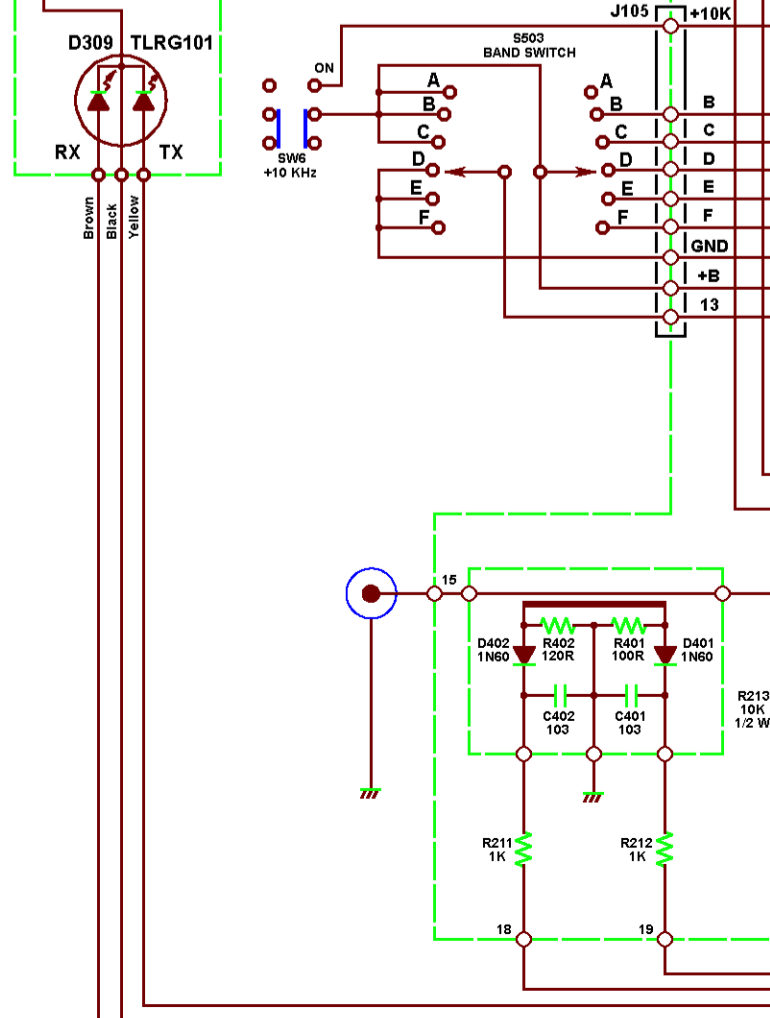 J105
+10K
S503
BAND SWITCH
D309 TLRG101
ON
A
A
B
B
B
C
C
C
RX
TX
SW6
+10 KHz
D
D
D
E
E
E
F
F
F
Brown
Black
Yellow
GND
+B
13
15
D402
1N60
R402
120R
R401
100R
D401
1N60
C402
103
C401
103
R213
10K
1/2 W
R211
1K
R212
1K
18
19